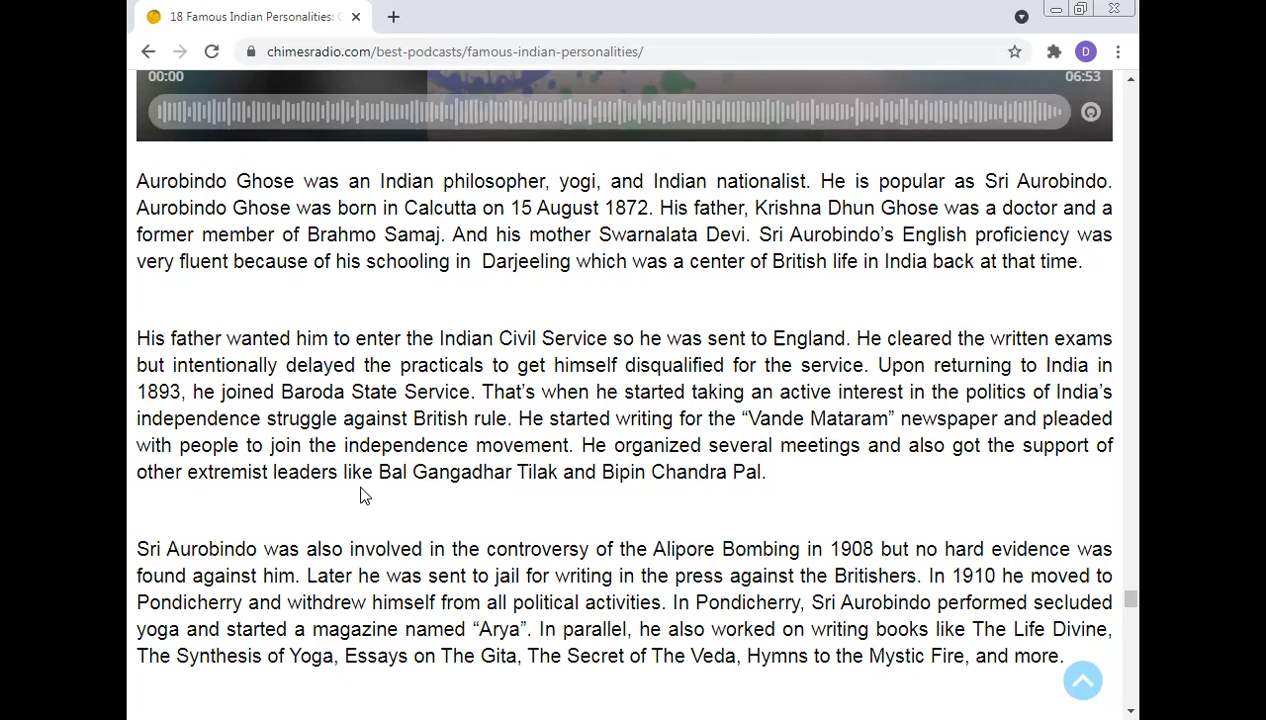 18 Famous Indian Personalities:
chimesradio.com/best-podcasts/famous-indian-personalities/
D
00:00
06:53
Aurobindo Ghose was an Indian philosopher, yogi, and Indian nationalist. He is popular as Sri Aurobindo.
Aurobindo Ghose was born in Calcutta on 15 August 1872. His father, Krishna Dhun Ghose was a doctor and a
former member of Brahmo Samaj. And his mother Swarnalata Devi. Sri Aurobindo’s English proficiency was
very fluent because of his schooling in  Darjeeling which was a center of British life in India back at that time.
His father wanted him to enter the Indian Civil Service so he was sent to England. He cleared the written exams
but intentionally delayed the practicals to get himself disqualified for the service. Upon returning to India in
1893, he joined Baroda State Service. That’s when he started taking an active interest in the politics of India’s
independence struggle against British rule. He started writing for the “Vande Mataram” newspaper and pleaded
with people to join the independence movement. He organized several meetings and also got the support of
other extremist leaders like Bal Gangadhar Tilak and Bipin Chandra Pal.
Sri Aurobindo was also involved in the controversy of the Alipore Bombing in 1908 but no hard evidence was
found against him. Later he was sent to jail for writing in the press against the Britishers. In 1910 he moved to
Pondicherry and withdrew himself from all political activities. In Pondicherry, Sri Aurobindo performed secluded
yoga and started a magazine named “Arya”. In parallel, he also worked on writing books like The Life Divine,
The Synthesis of Yoga, Essays on The Gita, The Secret of The Veda, Hymns to the Mystic Fire, and more.